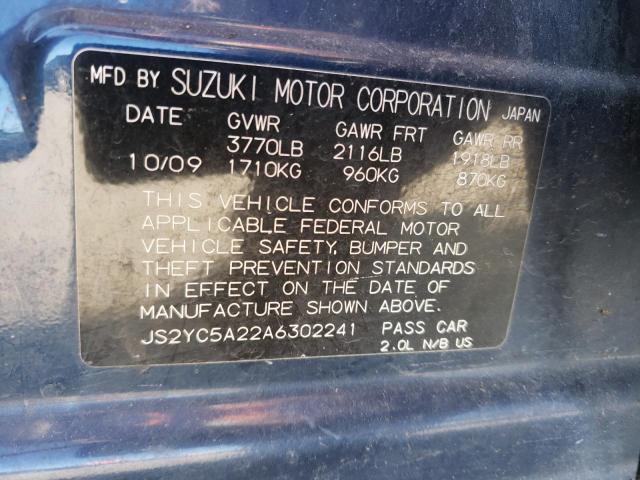 MFD BY SUZUKI MOTOR CORPORATION JAPAN
DATE GVWR GAWR FRT GAWR RR
3770LB 2116LB 1918LB
10/09 1710KG 960KG 870KG
THIS VEHICLE CONFORMS TO ALL
APPLICABLE FEDERAL MOTOR
VEHICLE SAFETY, BUMPER AND
THEFT PREVENTION STANDARDS
IN EFFECT ON THE DATE OF
MANUFACTURE SHOWN ABOVE.
JS2YC5A22A6302241 PASS CAR
2.0L N/B US